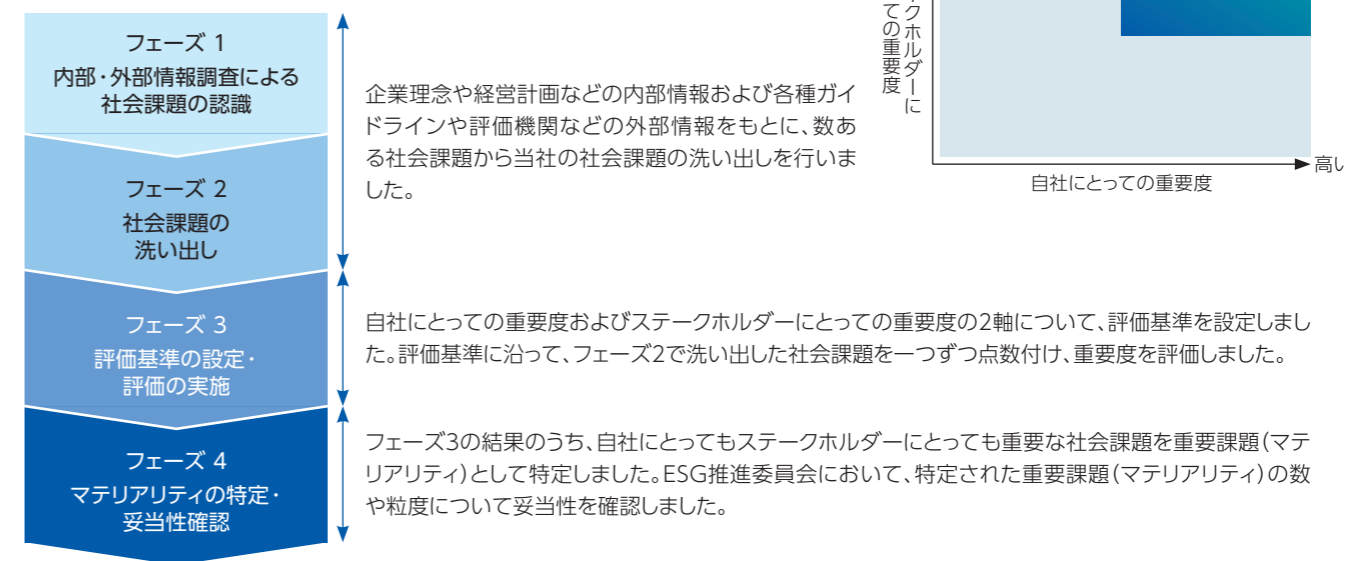 フェーズ 1
内部・外部情報調査による
社会課題の認識
フェーズ 2
社会課題の
洗い出し
企業理念や経営計画などの内部情報および各種ガイ
ドラインや評価機関などの外部情報をもとに、数あ
る社会課題から当社の社会課題の洗い出しを行いま
した。
クホルダーに
ての重要度
高い
自社にとっての重要度
フェーズ 3
評価基準の設定・
評価の実施
自社にとっての重要度およびステークホルダーにとっての重要度の2軸について、評価基準を設定しまし
た。評価基準に沿って、フェーズ2で洗い出した社会課題を一つずつ点数付け、重要度を評価しました。
フェーズ 4
マテリアリティの特定・
妥当性確認
フェーズ3の結果のうち、自社にとってもステークホルダーにとっても重要な社会課題を重要課題(マテ
リアリティ)として特定しました。ESG推進委員会において、特定された重要課題(マテリアリティ)の数
や粒度について妥当性を確認しました。